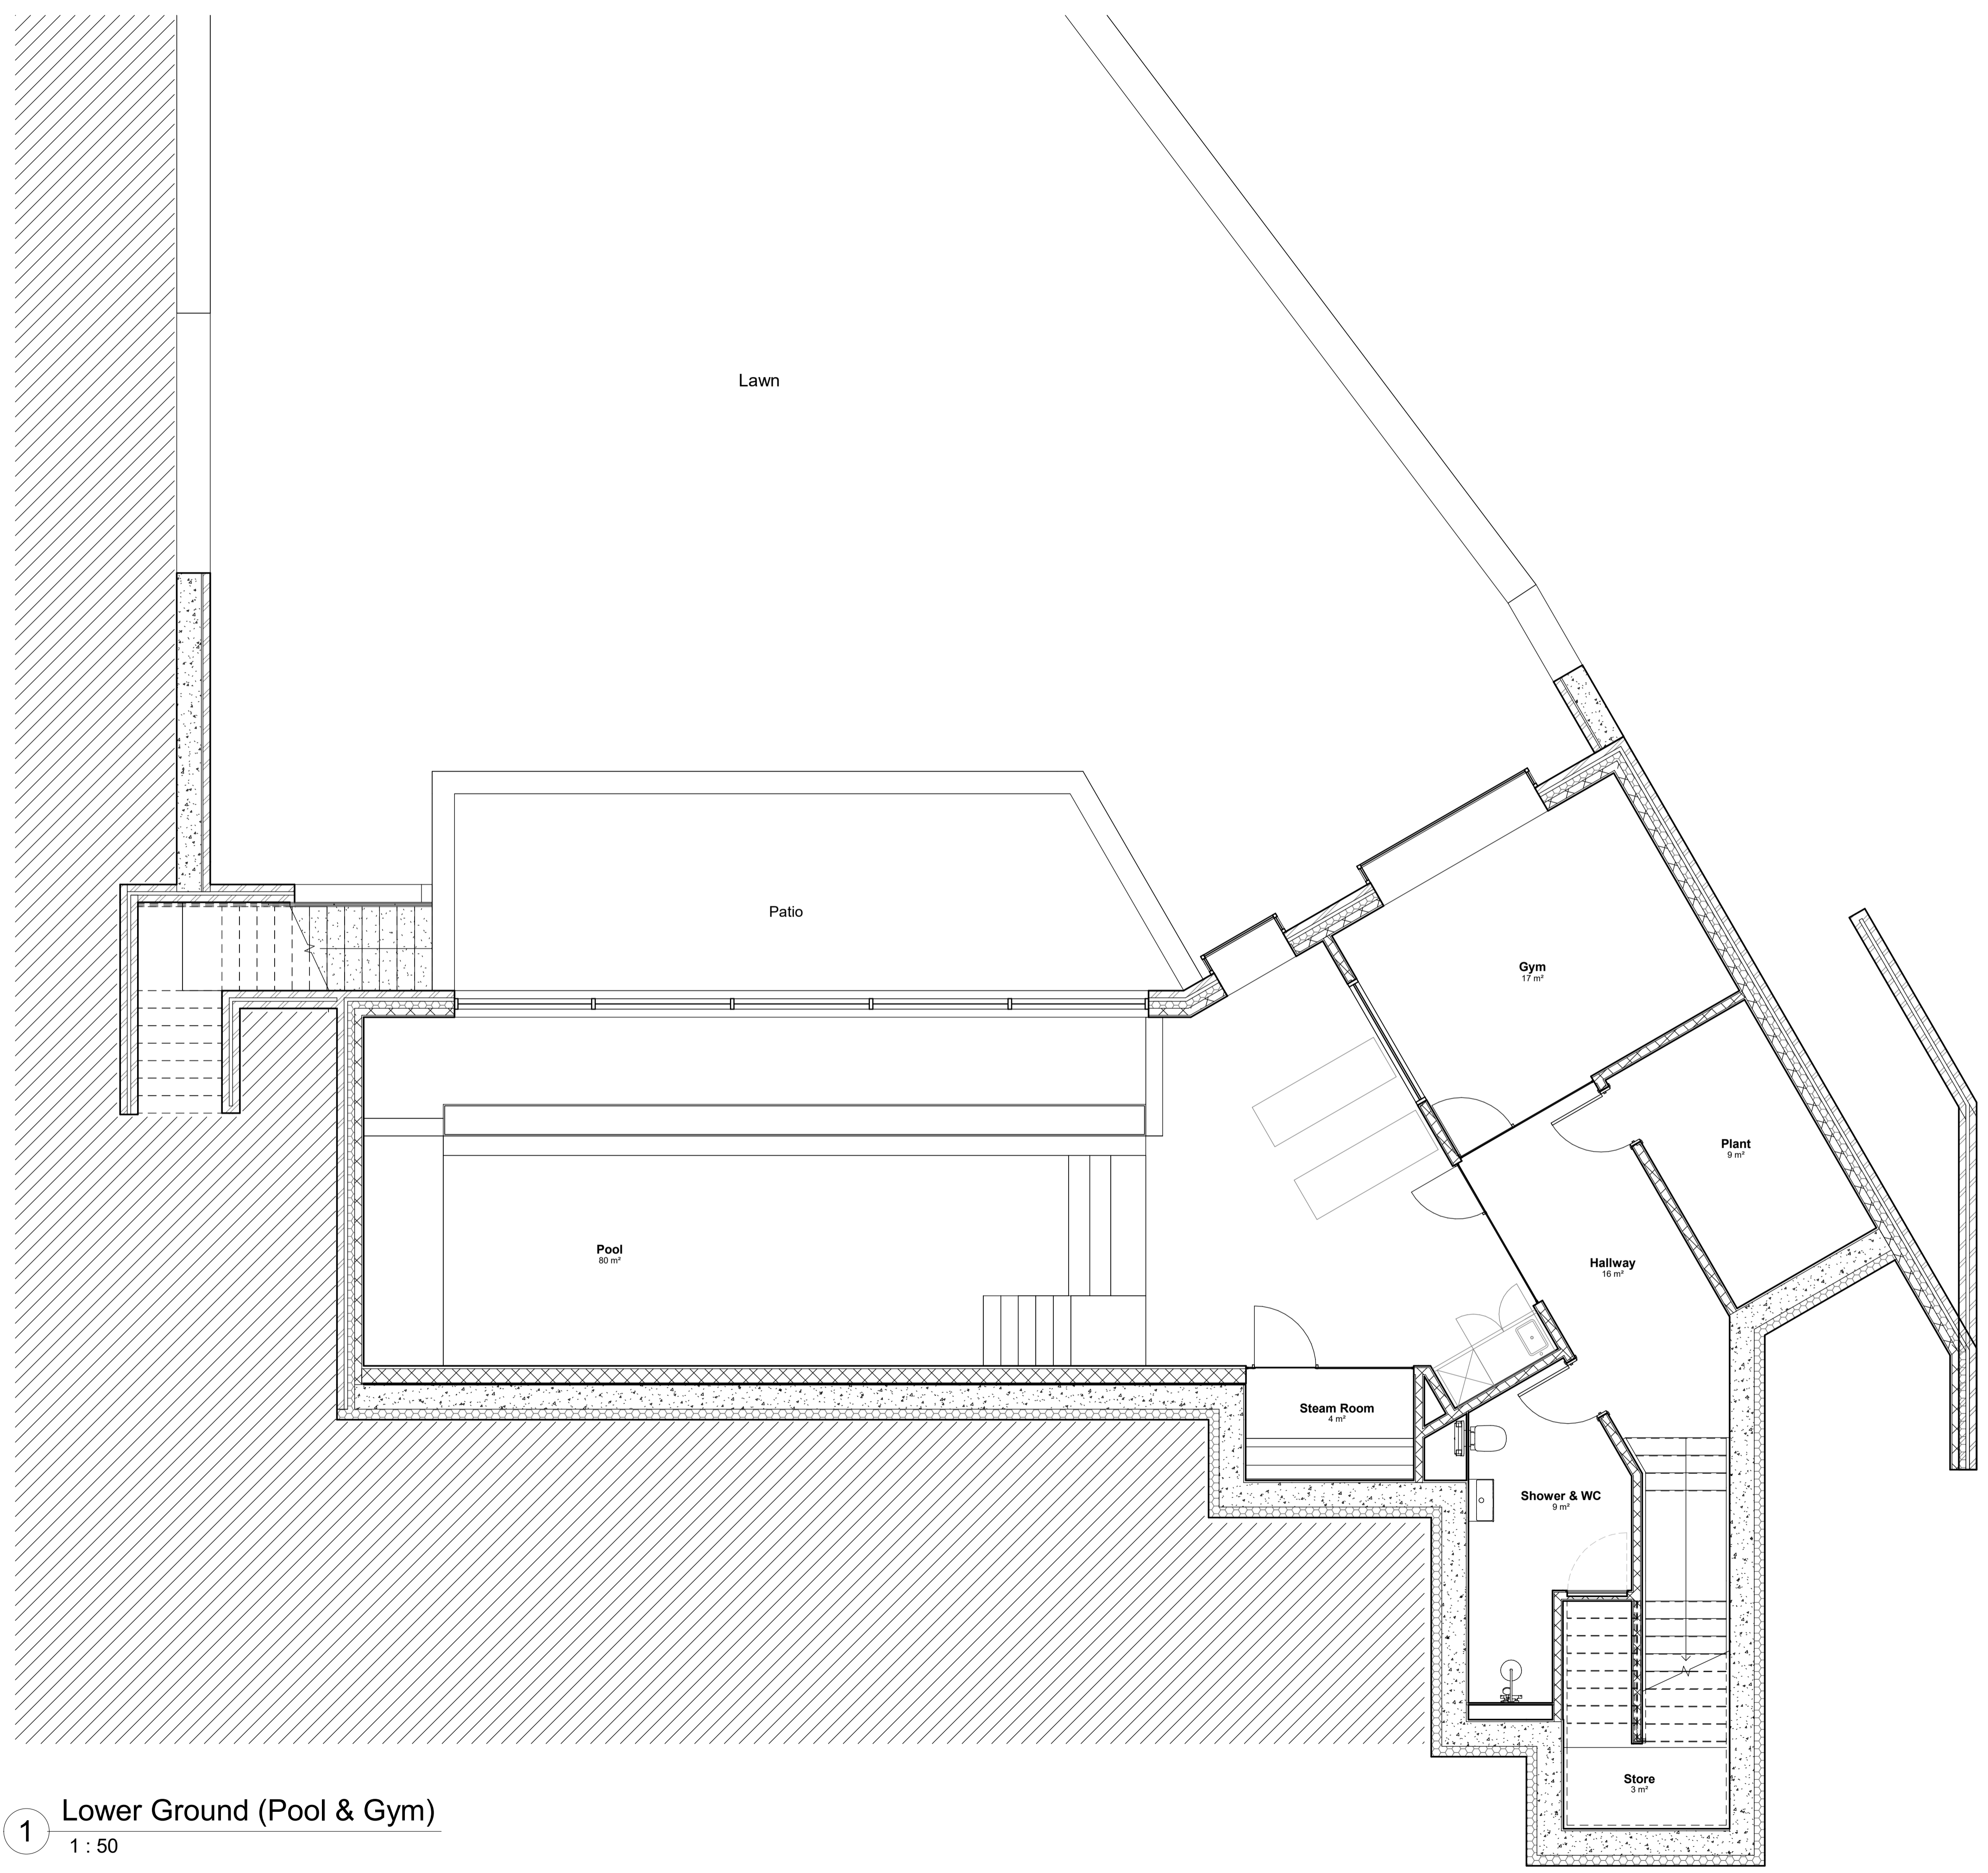 Lawn
Patio
Gym
17 m²
Plant
9 m²
Pool
80 m²
Hallway
16 m²
Steam Room
4 m²
Shower & WC
9 m²
Store
3 m²
1
Lower Ground (Pool & Gym)
1 : 50